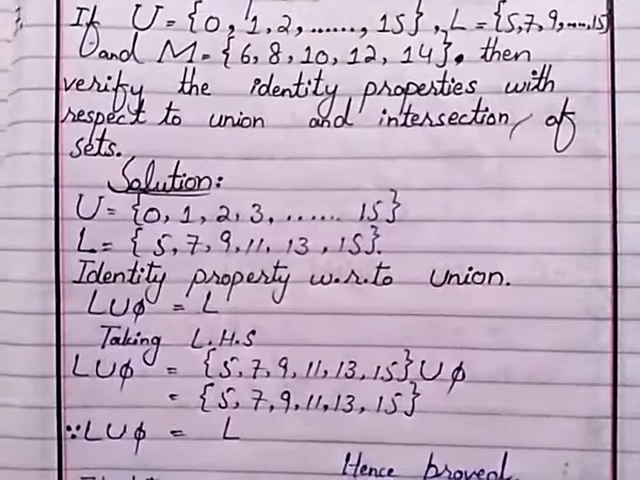 If U = {0, 1, 2, ......, 15}, L = {5, 7, 9, .... 15}
and M = {6, 8, 10, 12, 14}, then
verify the identity properties with
respect to union and intersection of
sets.
Solution:
U = {0, 1, 2, 3, ...... 15}
L = {5, 7, 9, 11, 13, 15}.
Identity property w.r.to union.
L∪ϕ = L
Taking L.H.S
L∪ϕ = {5, 7, 9, 11, 13, 15} ∪ ϕ
= {5, 7, 9, 11, 13, 15}
∵ L∪ϕ = L
Hence proved.